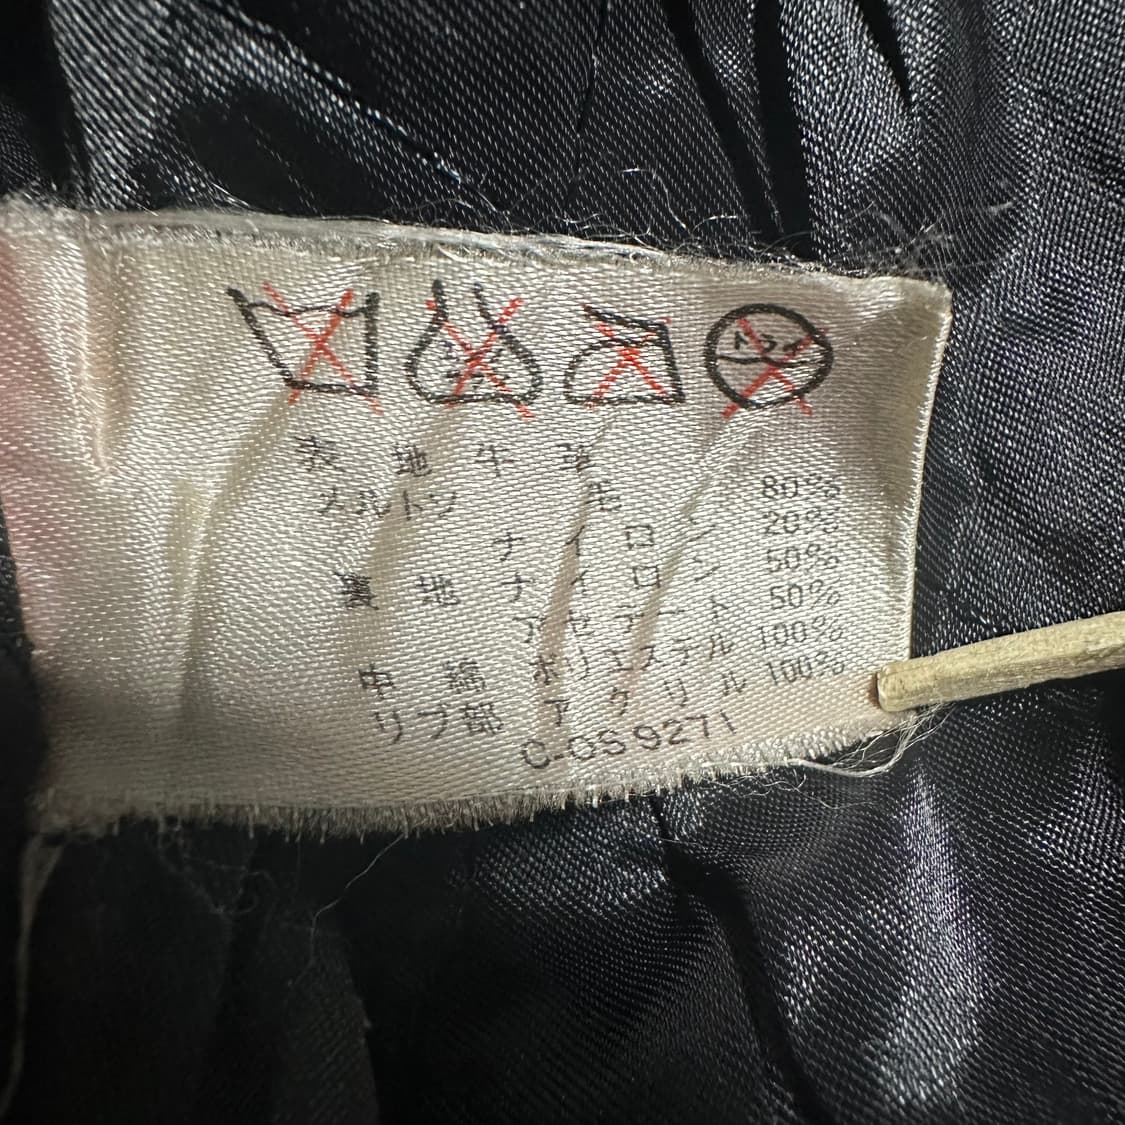 ドライ
表地 牛革
メルトン 毛 80%
ナイロン 20%
裏地 ナイロン 50%
アセテート 50%
中綿 ポリエステル 100%
リブ部 アクリル 100%
C-059271